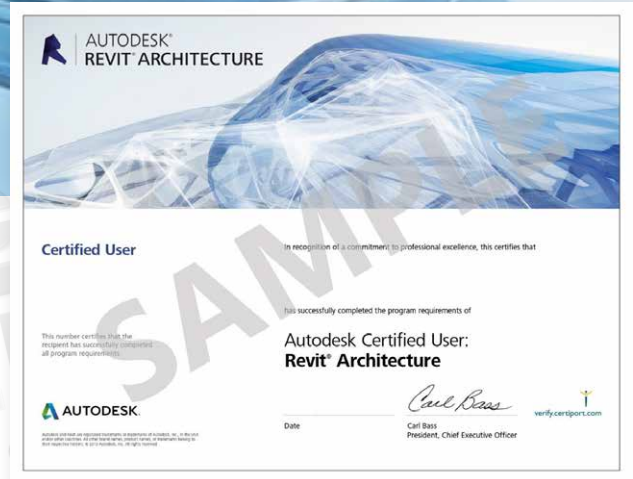 AUTODESK®
REVIT® ARCHITECTURE
SAMPLE
Certified User
In recognition of a commitment to professional excellence, this certifies that
has successfully completed the program requirements of
This number certifies that the
recipient has successfully completed
all program requirements.
Autodesk Certified User:
Revit® Architecture
AUTODESK.
Carl Bass
verify.certiport.com
Date
Carl Bass
President, Chief Executive Officer